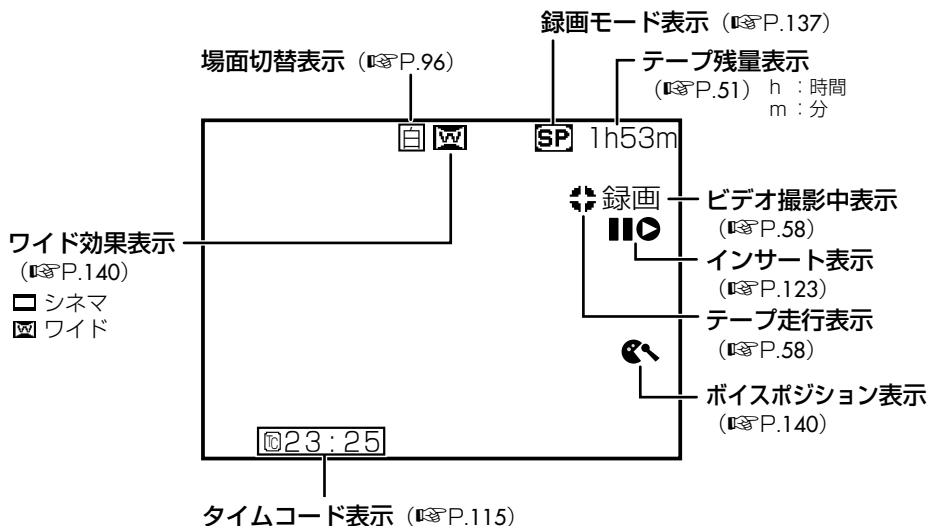 録画モード表示（☞P.137）
場面切替表示（☞P.96）
テープ残量表示
（☞P.51） h ：時間
m ：分
白 W SP 1h53m
録画
ビデオ撮影中表示
（☞P.58）
ワイド効果表示
（☞P.140）
シネマ
W ワイド
インサート表示
（☞P.123）
テープ走行表示
（☞P.58）
ボイスポジション表示
（☞P.140）
TC 23：25
タイムコード表示（☞P.115）